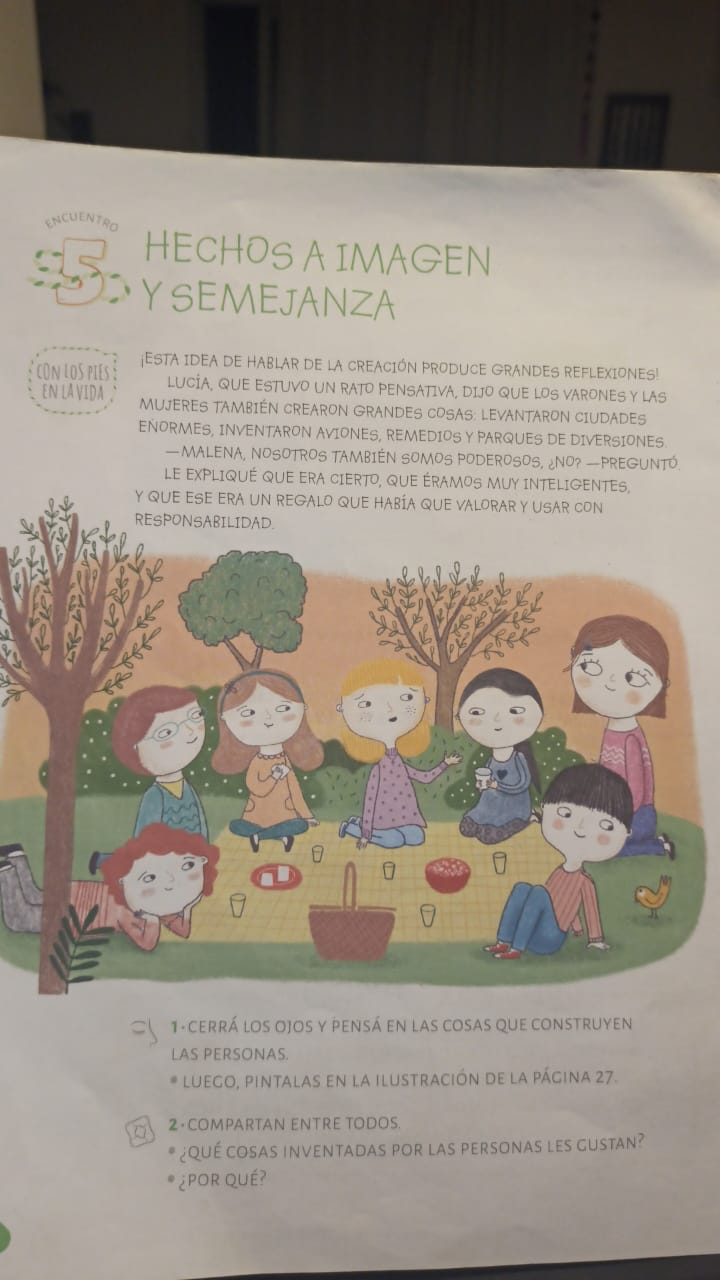 ENCUENTRO
5
HECHOS A IMAGEN
Y SEMEJANZA
CON LOS PIES
EN LA VIDA
¡ESTA IDEA DE HABLAR DE LA CREACIÓN PRODUCE GRANDES REFLEXIONES!
LUCÍA, QUE ESTUVO UN RATO PENSATIVA, DIJO QUE LOS VARONES Y LAS
MUJERES TAMBIÉN CREARON GRANDES COSAS: LEVANTARON CIUDADES
ENORMES, INVENTARON AVIONES, REMEDIOS Y PARQUES DE DIVERSIONES.
—MALENA, NOSOTROS TAMBIÉN SOMOS PODEROSOS, ¿NO? —PREGUNTÓ.
LE EXPLIQUÉ QUE ERA CIERTO, QUE ÉRAMOS MUY INTELIGENTES,
Y QUE ESE ERA UN REGALO QUE HABÍA QUE VALORAR Y USAR CON
RESPONSABILIDAD.
1• CERRÁ LOS OJOS Y PENSÁ EN LAS COSAS QUE CONSTRUYEN
LAS PERSONAS.
• LUEGO, PINTALAS EN LA ILUSTRACIÓN DE LA PÁGINA 27.
2• COMPARTAN ENTRE TODOS.
• ¿QUÉ COSAS INVENTADAS POR LAS PERSONAS LES GUSTAN?
• ¿POR QUÉ?